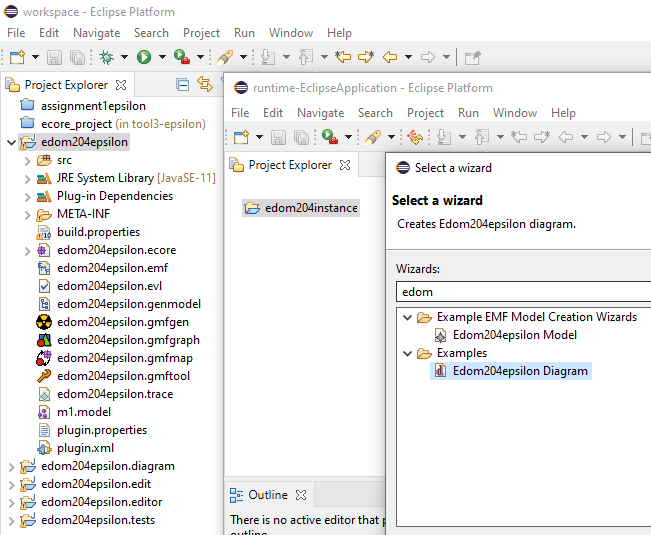 workspace - Eclipse Platform
File Edit Navigate Search Project Run Window Help
Project Explorer
assignment1epsilon
ecore_project (in tool3-epsilon)
edom204epsilon
src
JRE System Library [JavaSE-11]
Plug-in Dependencies
META-INF
build.properties
edom204epsilon.ecore
edom204epsilon.emf
edom204epsilon.evl
edom204epsilon.genmodel
edom204epsilon.gmfgen
edom204epsilon.gmfgraph
edom204epsilon.gmfmap
edom204epsilon.gmftool
edom204epsilon.trace
m1.model
plugin.properties
plugin.xml
edom204epsilon.diagram
edom204epsilon.edit
edom204epsilon.editor
edom204epsilon.tests
runtime-EclipseApplication - Eclipse Platform
File Edit Navigate Search Project Run Window Help
Project Explorer
edom204instance
Outline
There is no active editor that
outline.
Select a wizard
Select a wizard
Creates Edom204epsilon diagram.
Wizards:
edom
Example EMF Model Creation Wizards
Edom204epsilon Model
Examples
Edom204epsilon Diagram